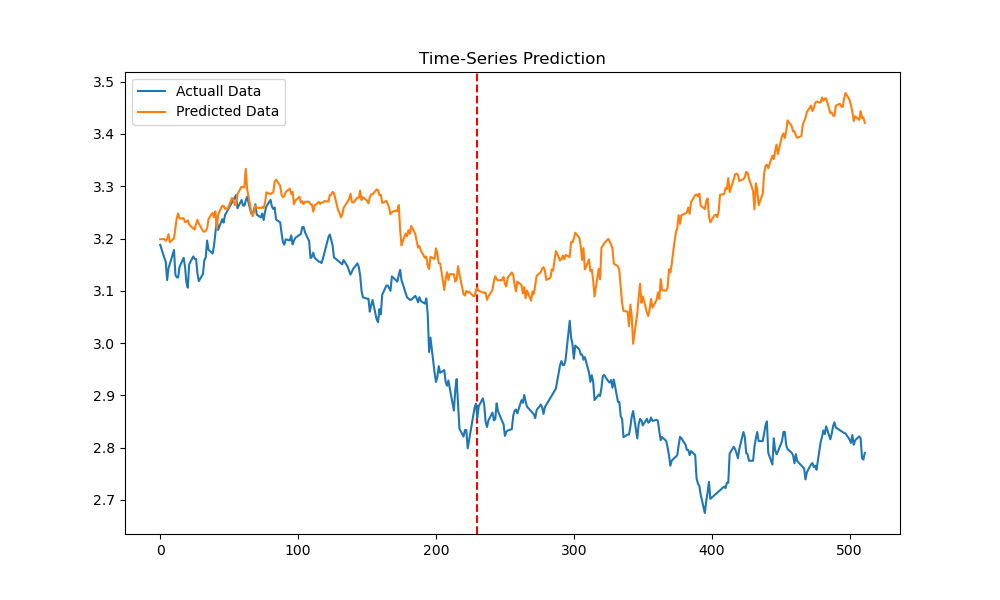 Time-Series Prediction
Actuall Data
Predicted Data
3.5
3.4
3.3
3.2
3.1
3.0
2.9
2.8
2.7
0 100 200 300 400 500